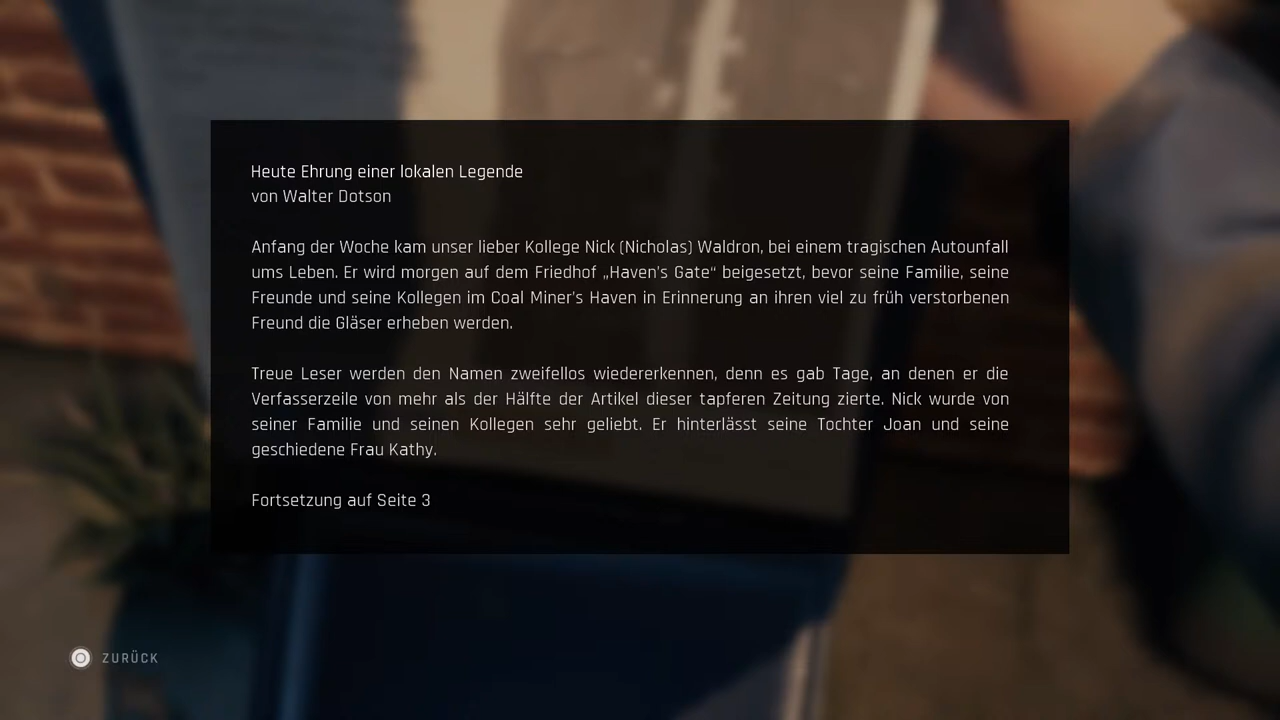 Heute Ehrung einer lokalen Legende
von Walter Dotson
Anfang der Woche kam unser lieber Kollege Nick (Nicholas) Waldron, bei einem tragischen Autounfall
ums Leben. Er wird morgen auf dem Friedhof „Haven's Gate“ beigesetzt, bevor seine Familie, seine
Freunde und seine Kollegen im Coal Miner's Haven in Erinnerung an ihren viel zu früh verstorbenen
Freund die Gläser erheben werden.
Treue Leser werden den Namen zweifellos wiedererkennen, denn es gab Tage, an denen er die
Verfasserzeile von mehr als der Hälfte der Artikel dieser tapferen Zeitung zierte. Nick wurde von
seiner Familie und seinen Kollegen sehr geliebt. Er hinterlässt seine Tochter Joan und seine
geschiedene Frau Kathy.
Fortsetzung auf Seite 3
ZURÜCK